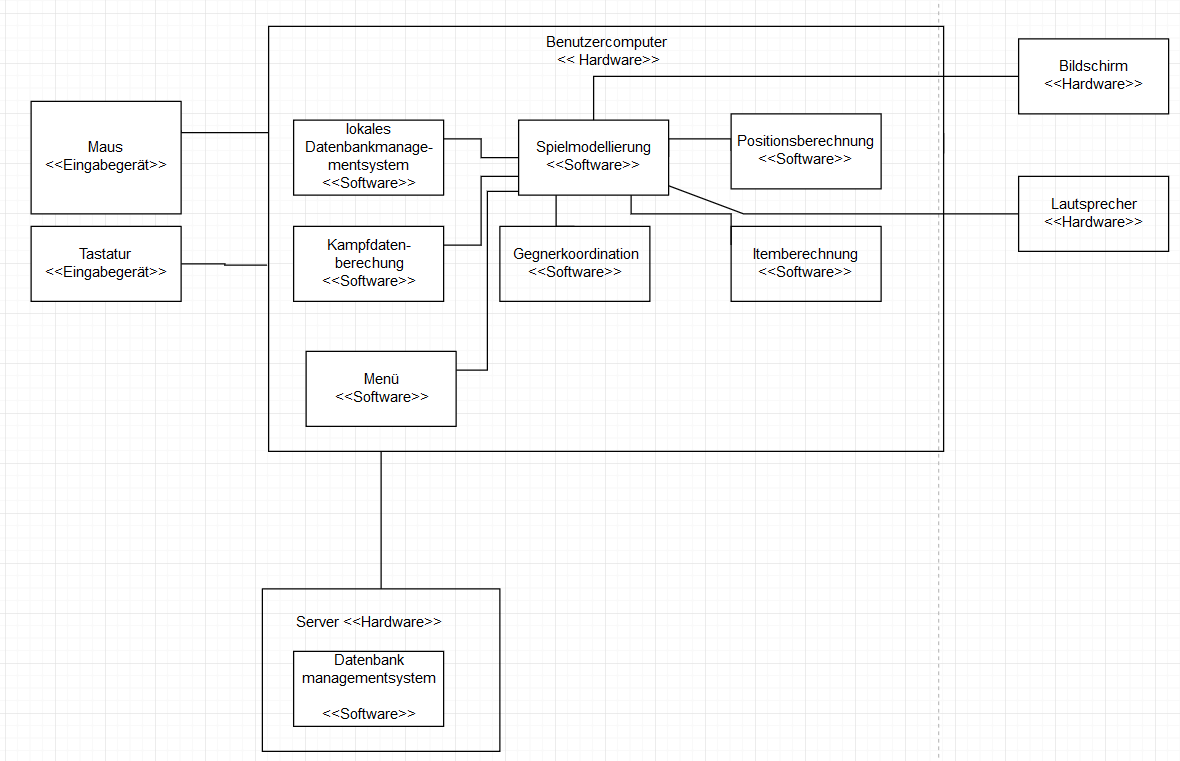 Benutzercomputer
<< Hardware>>
Bildschirm
<<Hardware>>
Maus
<<Eingabegerät>>
lokales
Datenbankmanage-
mentsystem
<<Software>>
Spielmodellierung
<<Software>>
Positionsberechnung
<<Software>>
Lautsprecher
<<Hardware>>
Tastatur
<<Eingabegerät>>
Kampfdaten-
berechung
<<Software>>
Gegnerkoordination
<<Software>>
Itemberechnung
<<Software>>
Menü
<<Software>>
Server <<Hardware>>
Datenbank
managementsystem
<<Software>>